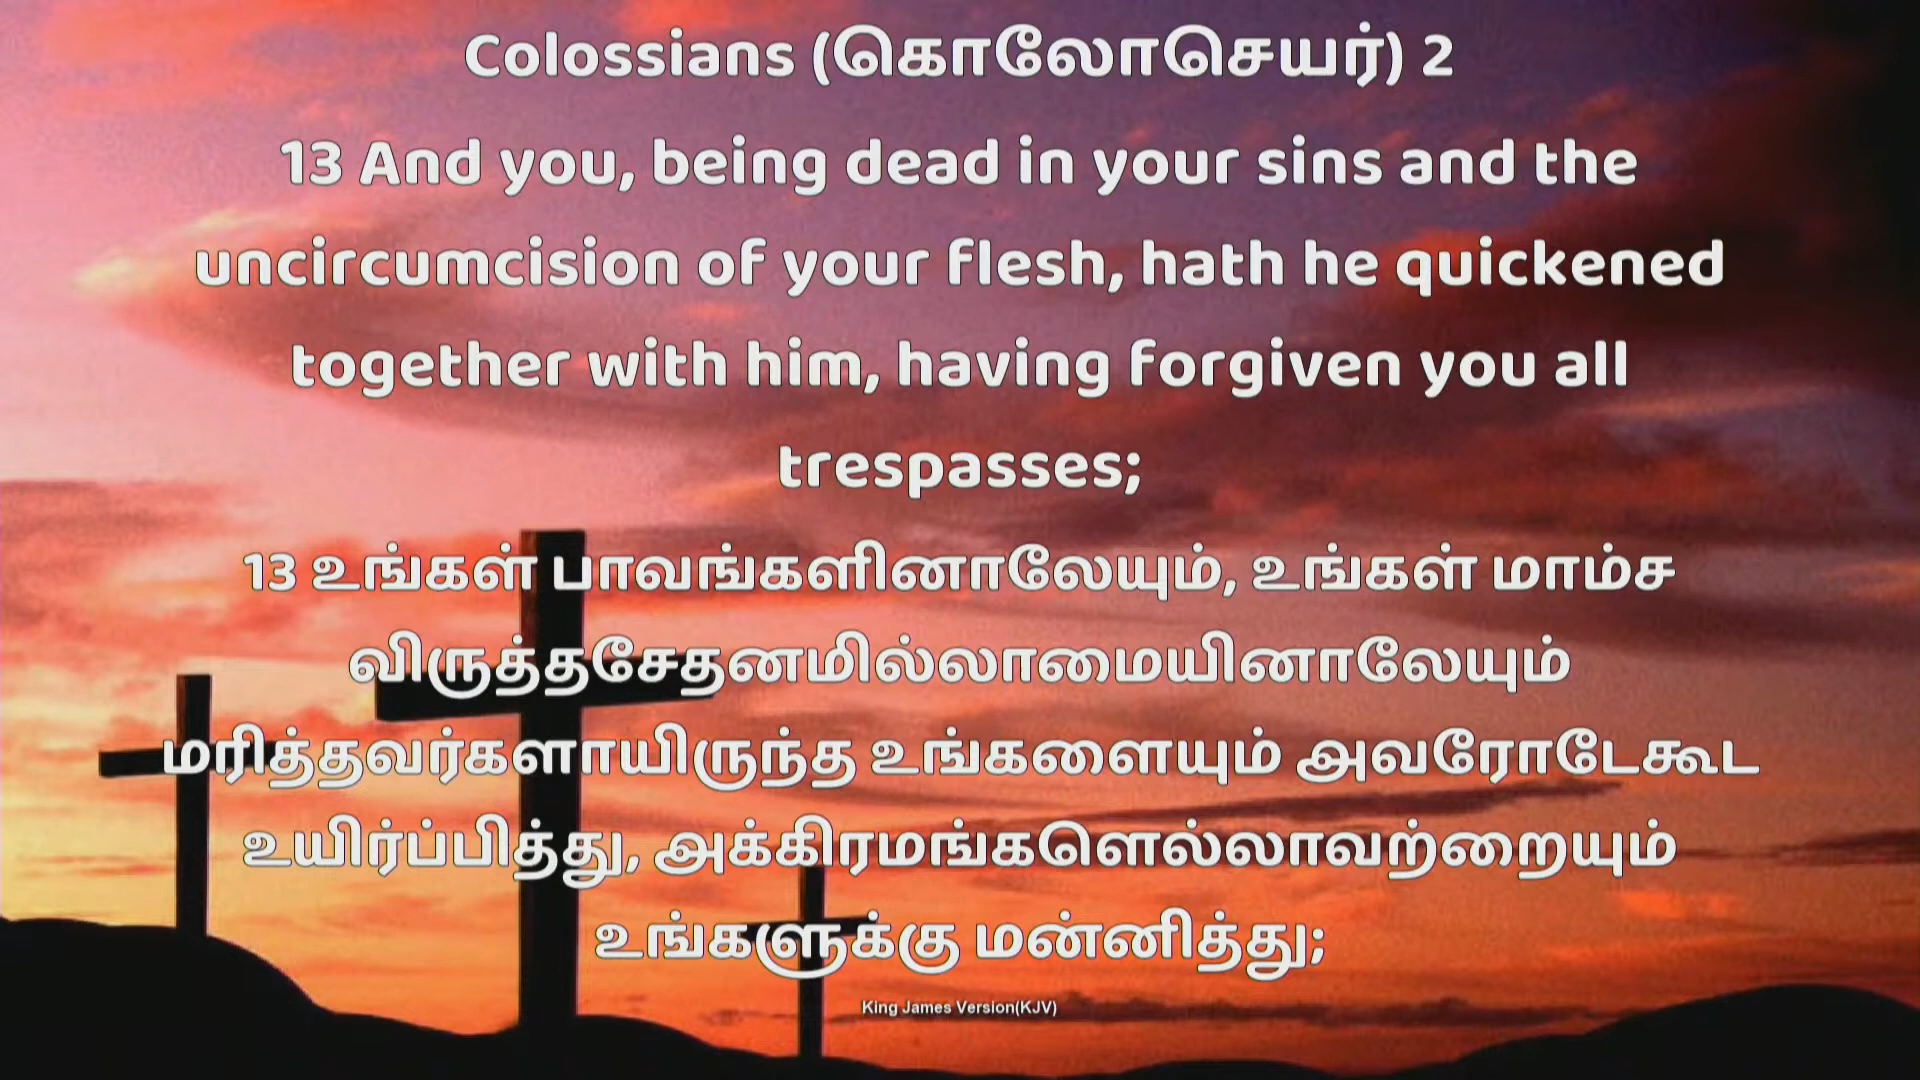 Colossians (கொலோசெயர்) 2
13 And you, being dead in your sins and the
uncircumcision of your flesh, hath he quickened
together with him, having forgiven you all
trespasses;
13 உங்கள் பாவங்களினாலேயும், உங்கள் மாம்ச
விருத்தசேதனமில்லாமையினாலேயும்
மரித்தவர்களாயிருந்த உங்களையும் அவரோடேகூட
உயிர்ப்பித்து, அக்கிரமங்களெல்லாவற்றையும்
உங்களுக்கு மன்னித்து;
King James Version(KJV)